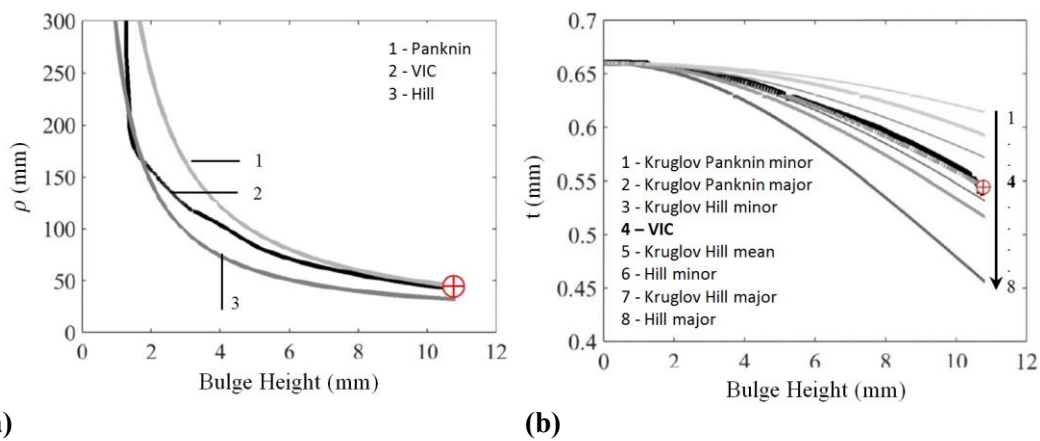 300
250
200
150
100
50
0
ρ (mm)
1 - Panknin
2 - VIC
3 - Hill
1
2
3
0 2 4 6 8 10 12
Bulge Height (mm)
a)
0.7
0.65
0.6
0.55
0.5
0.45
0.4
t (mm)
1 - Kruglov Panknin minor
2 - Kruglov Panknin major
3 - Kruglov Hill minor
4 – VIC
5 - Kruglov Hill mean
6 - Hill minor
7 - Kruglov Hill major
8 - Hill major
1
.
.
4
.
.
.
8
0 2 4 6 8 10 12
Bulge Height (mm)
(b)